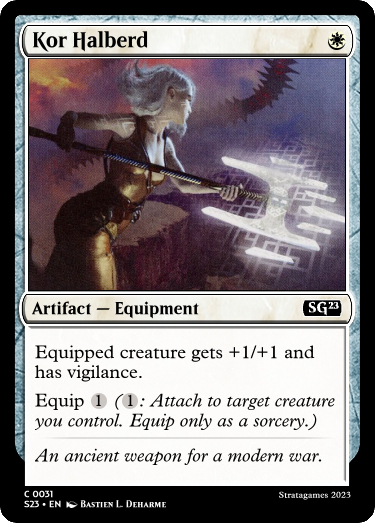 Kor Halberd
Artifact — Equipment
SG23
Equipped creature gets +1/+1 and
has vigilance.
Equip 1 (1: Attach to target creature
you control. Equip only as a sorcery.)
An ancient weapon for a modern war.
C 0031
S23 • EN Bastien L. Deharme
Stratagames 2023